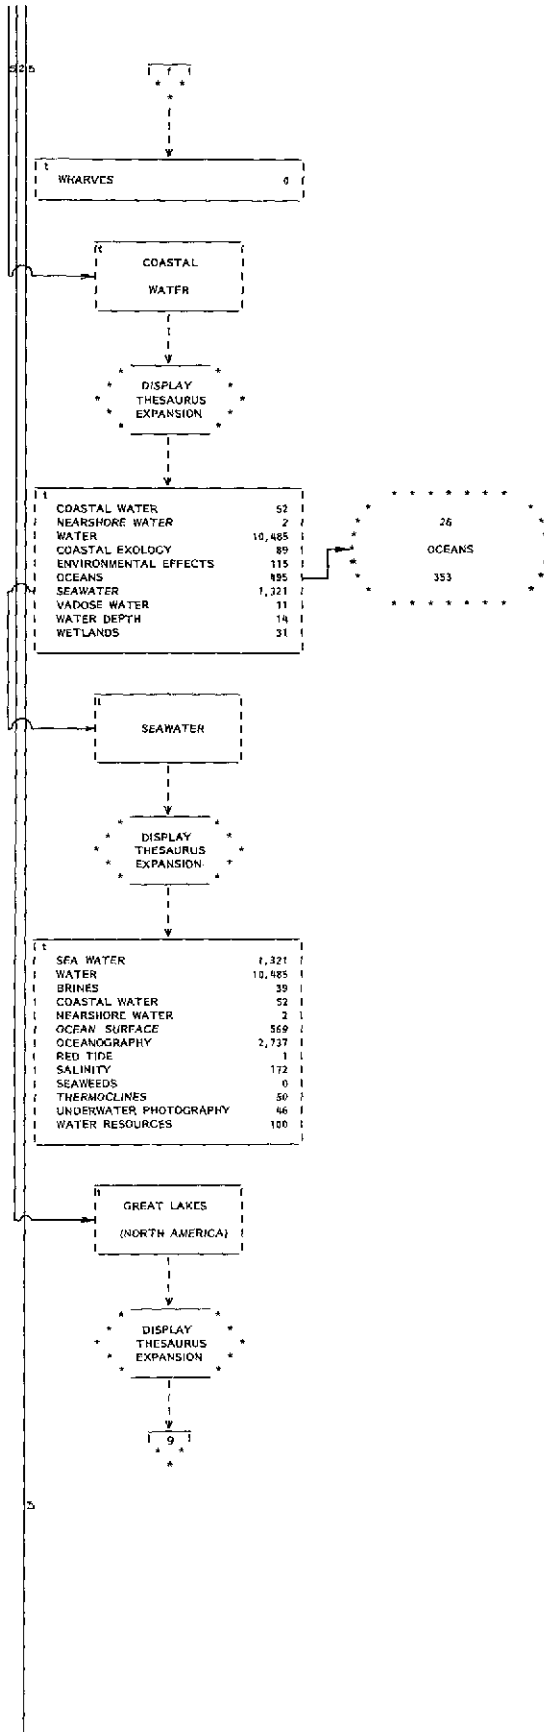 t
WHARVES 0
t
COASTAL
WATER
DISPLAY
THESAURUS
EXPANSION
t
COASTAL WATER 52
NEARSHORE WATER 2
WATER 10,485
COASTAL EXOLOGY 89
ENVIRONMENTAL EFFECTS 115
OCEANS 895
SEAWATER 1,321
VADOSE WATER 11
WATER DEPTH 14
WETLANDS 31
26
OCEANS
353
t
SEAWATER
DISPLAY
THESAURUS
EXPANSION
t
SEA WATER 1,321
WATER 10,485
BRINES 39
COASTAL WATER 52
NEARSHORE WATER 2
OCEAN SURFACE 569
OCEANOGRAPHY 2,737
RED TIDE 1
SALINITY 172
SEAWEEDS 0
THERMOCLINES 50
UNDERWATER PHOTOGRAPHY 46
WATER RESOURCES 100
t
GREAT LAKES
(NORTH AMERICA)
DISPLAY
THESAURUS
EXPANSION
9